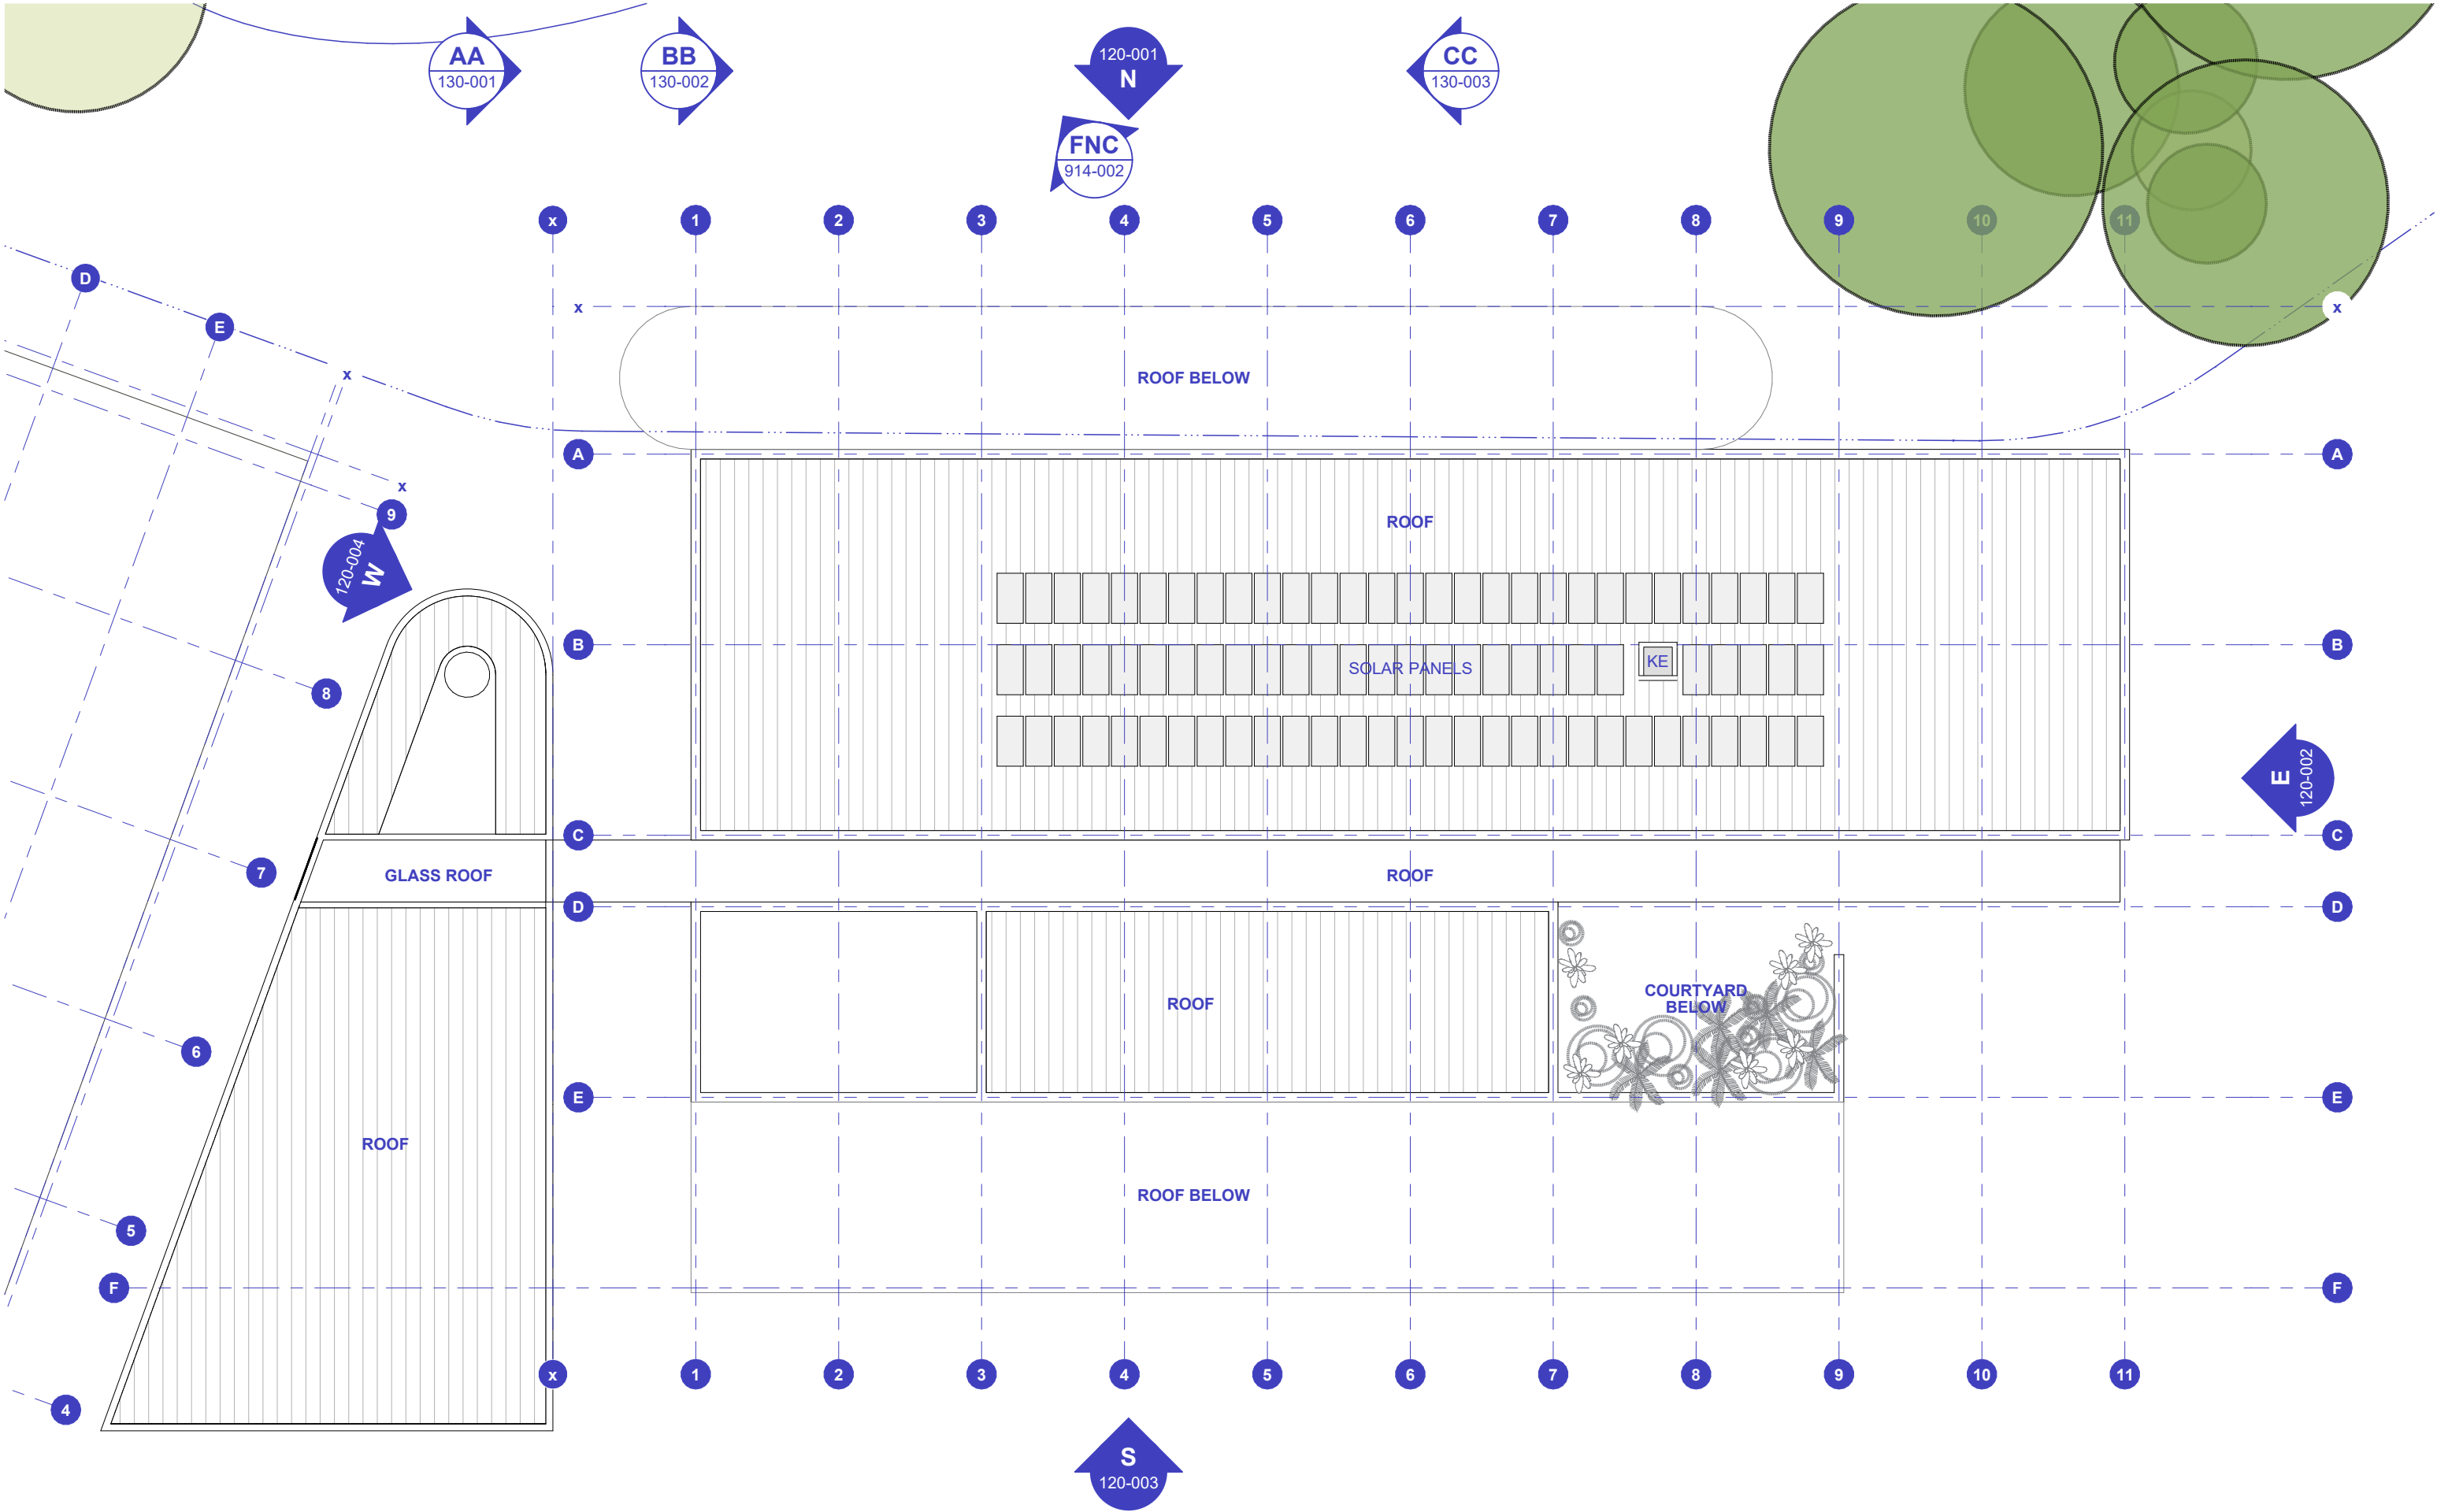 AA
130-001
BB
130-002
120-001
N
CC
130-003
FNC
914-002
x
1
2
3
4
5
6
7
8
9
10
11
D
E
x
x
x
ROOF BELOW
A
A
x
9
120-004
W
ROOF
B
B
KE
SOLAR PANELS
8
E
120-002
C
C
7
GLASS ROOF
ROOF
D
D
COURTYARD
BELOW
ROOF
6
E
E
ROOF
ROOF BELOW
5
F
F
x
1
2
3
4
5
6
7
8
9
10
11
4
S
120-003